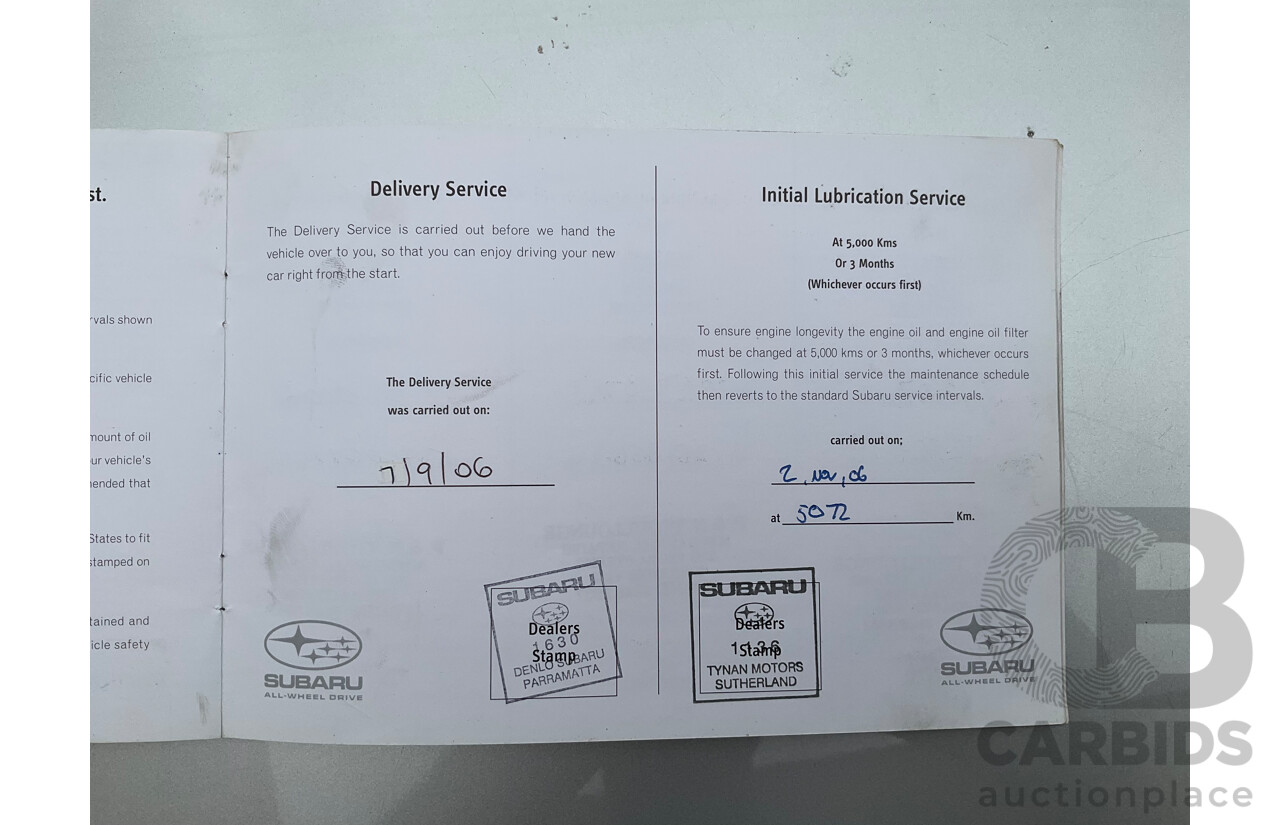 st.
rvals shown
cific vehicle
mount of oil
ur vehicle's
ended that
States to fit
stamped on
tained and
icle safety
Delivery Service
The Delivery Service is carried out before we hand the
vehicle over to you, so that you can enjoy driving your new
car right from the start.
The Delivery Service
was carried out on:
7/9/06
SUBARU
ALL-WHEEL DRIVE
SUBARU
Dealers
1630
Stamp
DENLO SUBARU
PARRAMATTA
Initial Lubrication Service
At 5,000 Kms
Or 3 Months
(Whichever occurs first)
To ensure engine longevity the engine oil and engine oil filter
must be changed at 5,000 kms or 3 months, whichever occurs
first. Following this initial service the maintenance schedule
then reverts to the standard Subaru service intervals.
carried out on;
2, Nov, 06
at 5072 Km.
SUBARU
Dealers
Stamp
TYNAN MOTORS
SUTHERLAND
SUBARU
ALL-WHEEL DRIVE
CB
CARBIDS
auctionplace